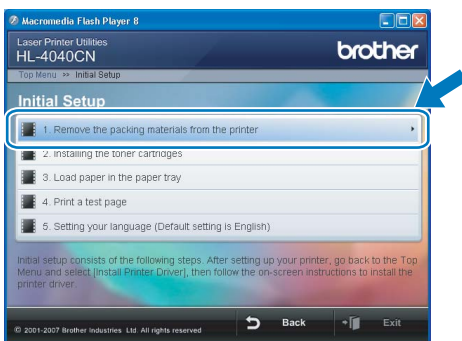 Macromedia Flash Player 8
Laser Printer Utilities
HL-4040CN
brother
Top Menu >> Initial Setup
Initial Setup
1. Remove the packing materials from the printer
2. Installing the toner cartridges
3. Load paper in the paper tray
4. Print a test page
5. Setting your language (Default setting is English)
Initial setup consists of the following steps. After setting up your printer, go back to the Top
Menu and select [Install Printer Driver], then follow the on-screen instructions to install the
printer driver.
© 2001-2007 Brother Industries Ltd. All rights reserved
Back
Exit